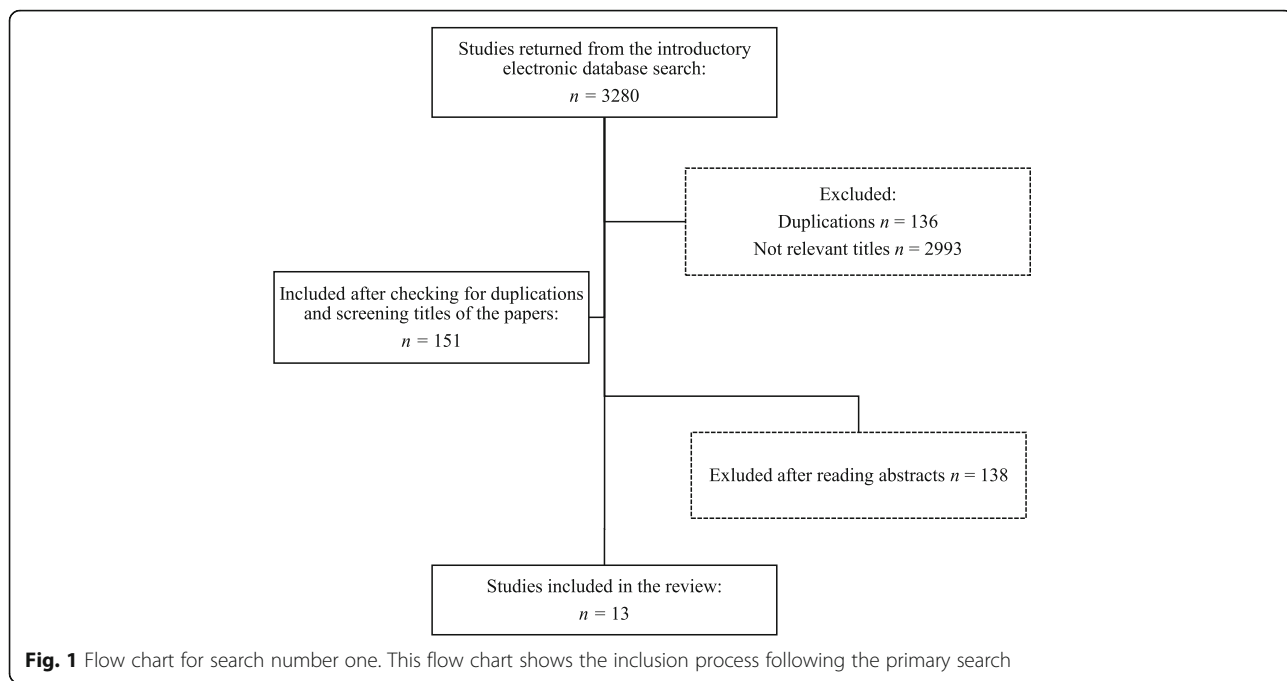 Studies returned from the introductory
electronic database search:
n = 3280
Excluded:
Duplications n = 136
Not relevant titles n = 2993
Included after checking for duplications
and screening titles of the papers:
n = 151
Exluded after reading abstracts n = 138
Studies included in the review:
n = 13
Fig. 1 Flow chart for search number one. This flow chart shows the inclusion process following the primary search